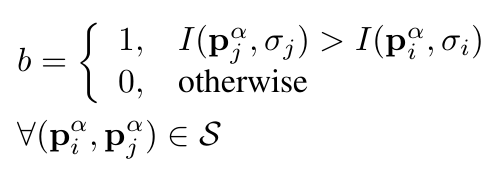 b = { 1, I(𝐩_j^α, σ_j) > I(𝐩_i^α, σ_i)
0, otherwise
∀(𝐩_i^α, 𝐩_j^α) ∈ 𝒮